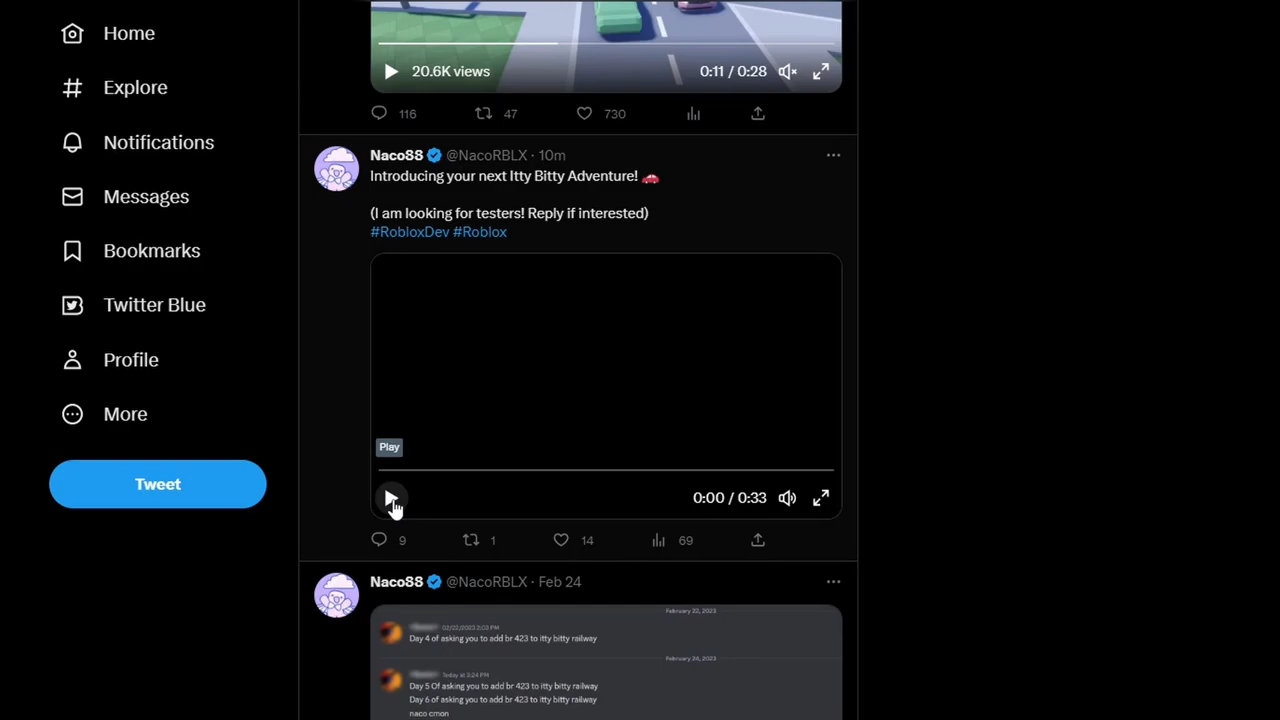 Home
Explore
Notifications
Messages
Bookmarks
Twitter Blue
Profile
More
Tweet
20.6K views 0:11 / 0:28
116 47 730
Naco88 @NacoRBLX · 10m
Introducing your next Itty Bitty Adventure! 🚗
(I am looking for testers! Reply if interested)
#RobloxDev #Roblox
Play
0:00 / 0:33
9 1 14 69
Naco88 @NacoRBLX · Feb 24
February 22, 2023
02/22/2023 2:03 PM
Day 4 of asking you to add br 423 to itty bitty railway
February 24, 2023
Today at 3:24 PM
Day 5 Of asking you to add br 423 to itty bitty railway
Day 6 of asking you to add br 423 to itty bitty railway
naco cmon